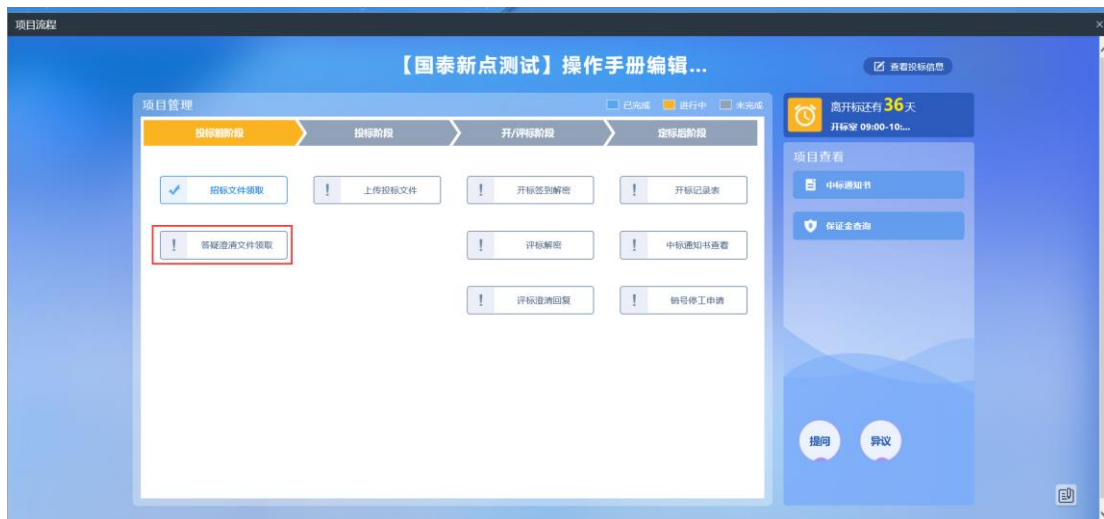 项目流程
【国泰新点测试】操作手册编辑...
查看投标信息
项目管理
已完成 进行中 未完成
投标前阶段 投标阶段 开/评标阶段 定标后阶段
招标文件领取 上传投标文件 开标签到解密 开标记录表
答疑澄清文件领取 评标解密 中标通知书查看
评标澄清回复 销号停工申请
离开标还有36天
开标室 09:00-10:...
项目查看
中标通知书
保证金查询
提问 异议